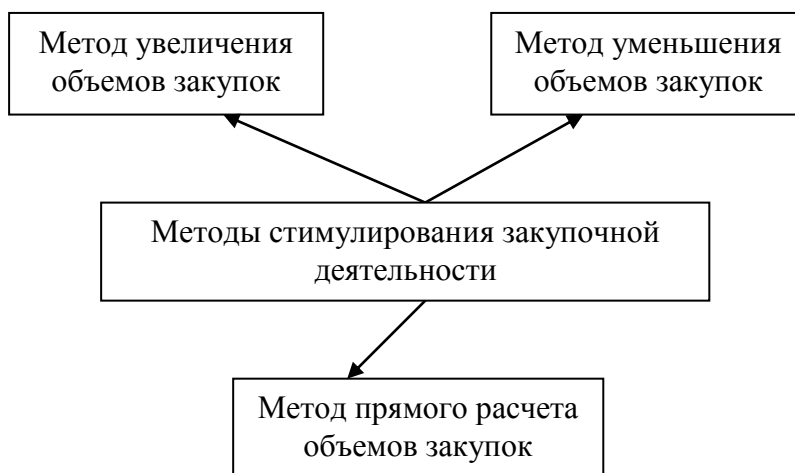 Метод увеличения
объемов закупок
Метод уменьшения
объемов закупок
Методы стимулирования закупочной
деятельности
Метод прямого расчета
объемов закупок